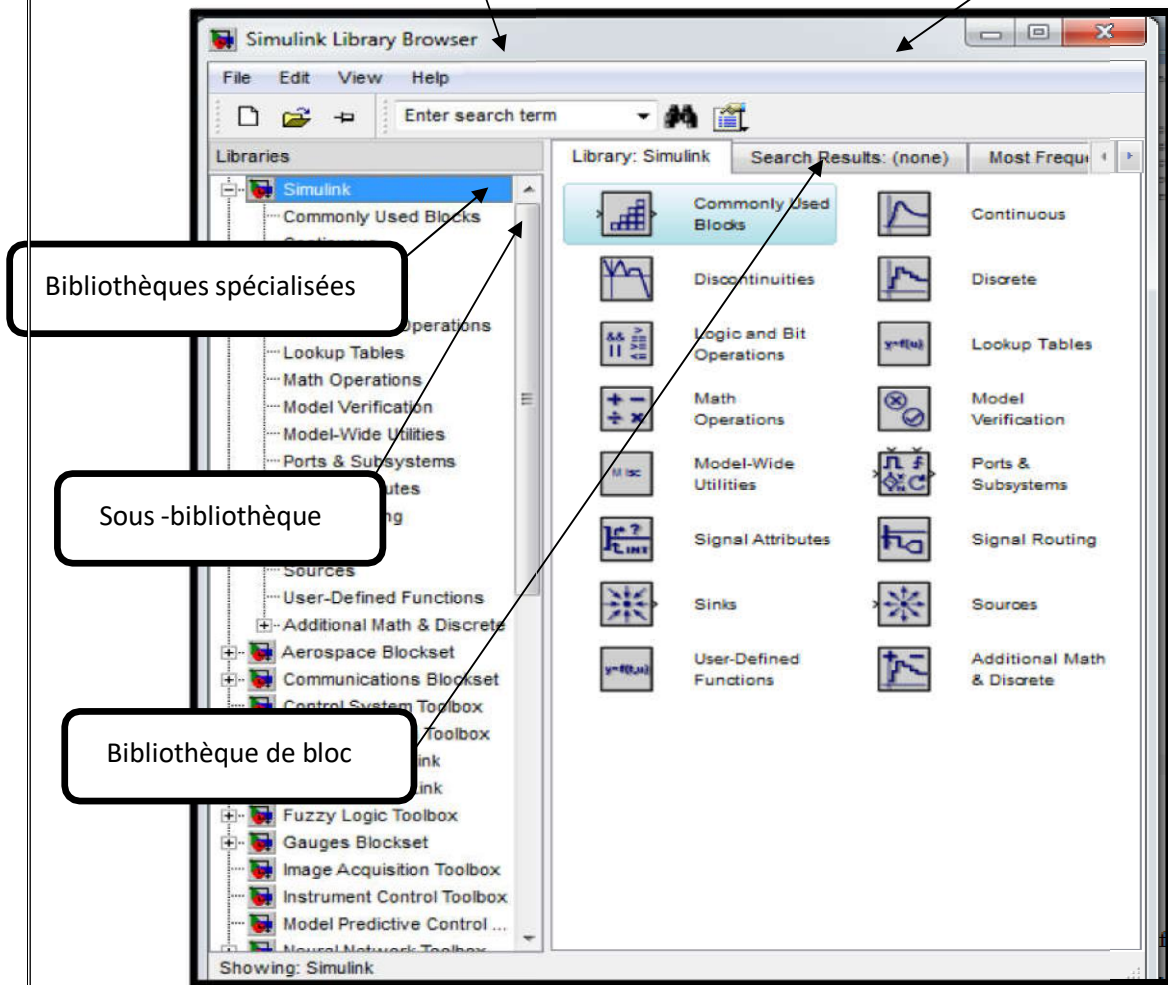 Simulink Library Browser
File Edit View Help
Enter search term
Libraries
Simulink
Commonly Used Blocks
Bibliothèques spécialisées
Operations
Lookup Tables
Math Operations
Model Verification
Model-Wide Utilities
Ports & Subsystems
Sous -bibliothèque
Sources
User-Defined Functions
Additional Math & Discrete
Aerospace Blockset
Communications Blockset
Control System Toolbox
Toolbox
Bibliothèque de bloc
Fuzzy Logic Toolbox
Gauges Blockset
Image Acquisition Toolbox
Instrument Control Toolbox
Model Predictive Control ...
Neural Network Toolbox
Library: Simulink
Search Results: (none)
Most Frequ
Commonly Used
Blocks
Continuous
Discontinuities
Discrete
Logic and Bit
Operations
y=f(u)
Lookup Tables
Math
Operations
Model
Verification
Misc
Model-Wide
Utilities
Ports &
Subsystems
Signal Attributes
Signal Routing
Sinks
Sources
y=f(t,u)
User-Defined
Functions
Additional Math
& Discrete
Showing: Simulink